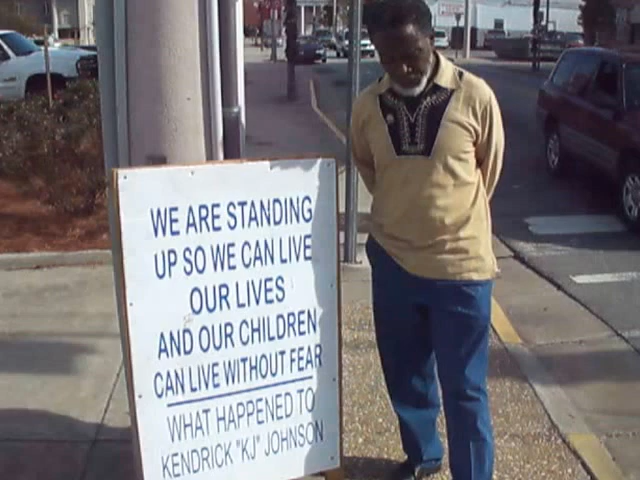 WE ARE STANDING
UP SO WE CAN LIVE
OUR LIVES
AND OUR CHILDREN
CAN LIVE WITHOUT FEAR
WHAT HAPPENED TO
KENDRICK "KJ" JOHNSON